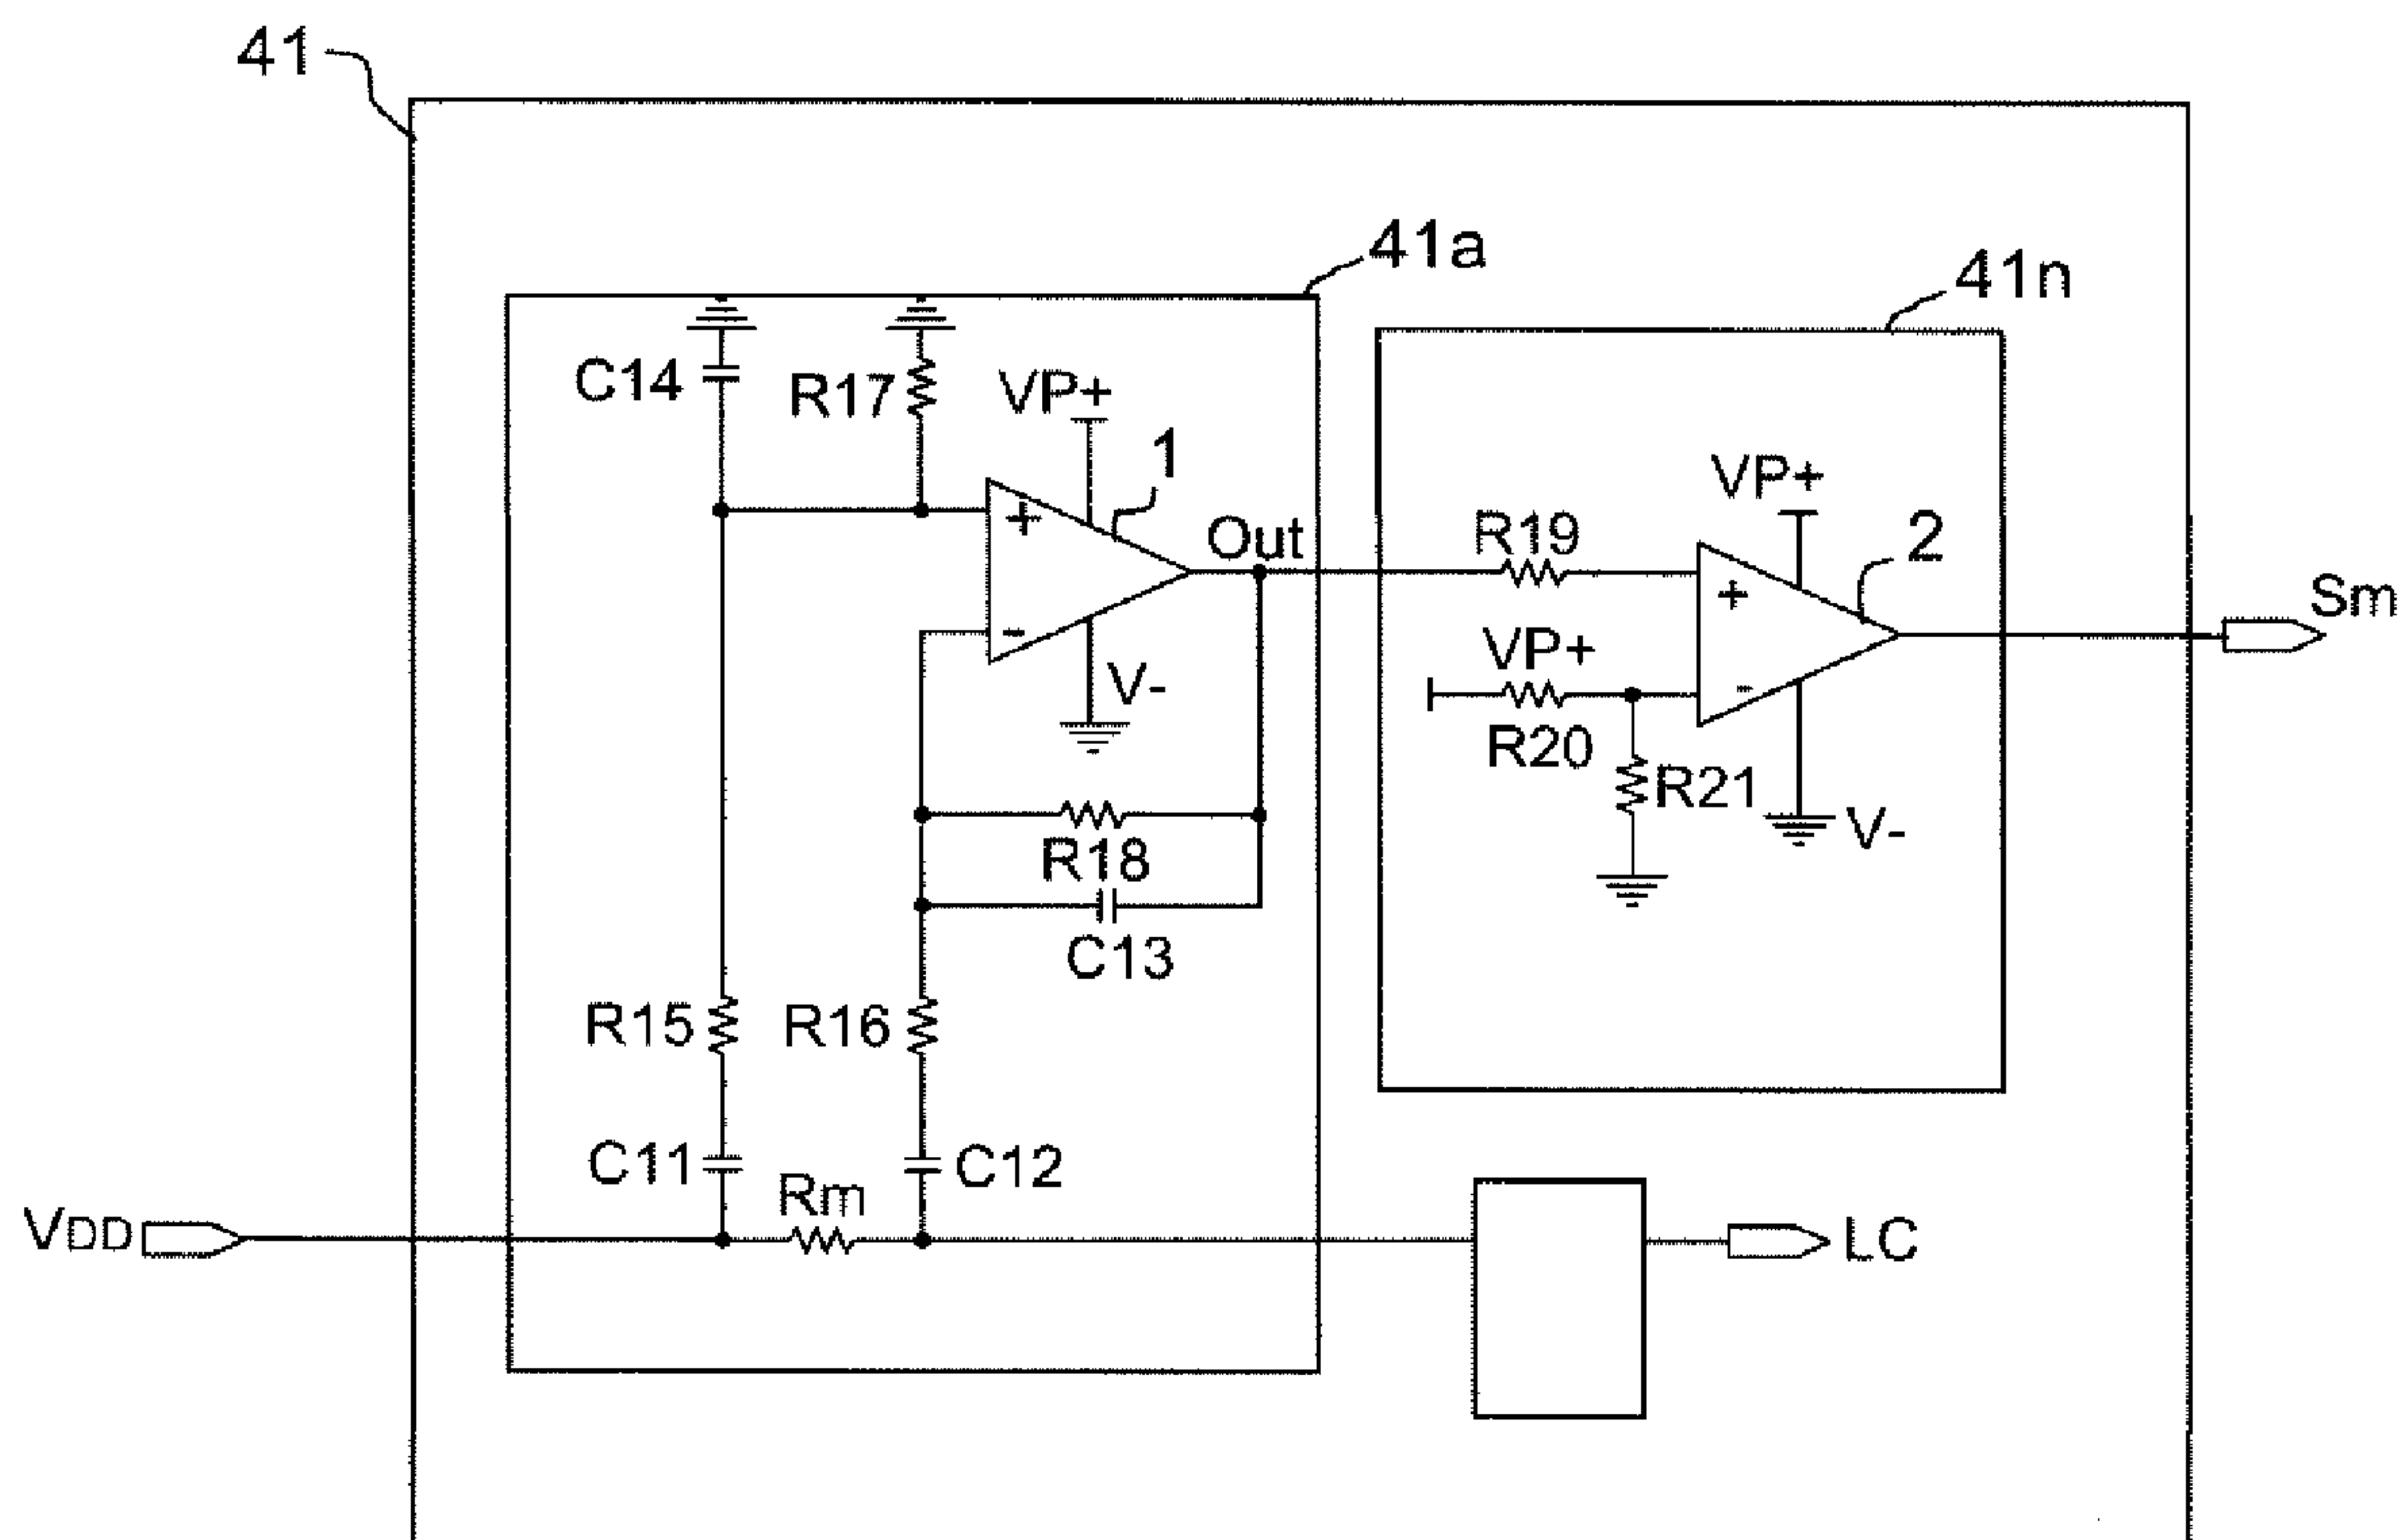 41
41a
41n
C14
R17
VP+
1
VP+
Out
R19
2
Sm
+
+
-
VP+
-
V-
R20
R21
V-
R18
C13
R15
R16
C11
Rm
C12
VDD
LC